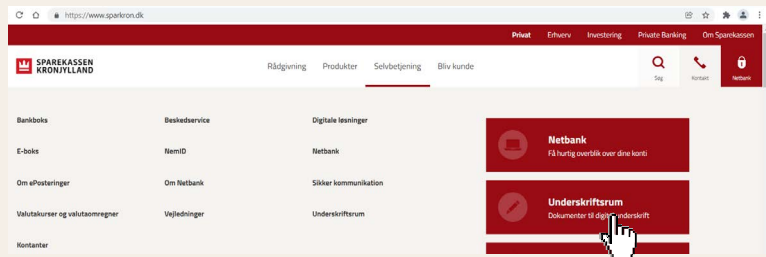 https://www.sparkron.dk
Privat Erhverv Investering Private Banking Om Sparekassen
SPAREKASSEN
KRONJYLLAND
Rådgivning Produkter Selvbetjening Bliv kunde
Søg Kontakt Netbank
Bankboks Beskedservice Digitale løsninger
E-boks NemID Netbank
Om ePosteringer Om Netbank Sikker kommunikation
Valutakurser og valutaomregner Vejledninger Underskriftsrum
Kontanter
Netbank
Få hurtig overblik over dine konti
Underskriftsrum
Dokumenter til underskrift